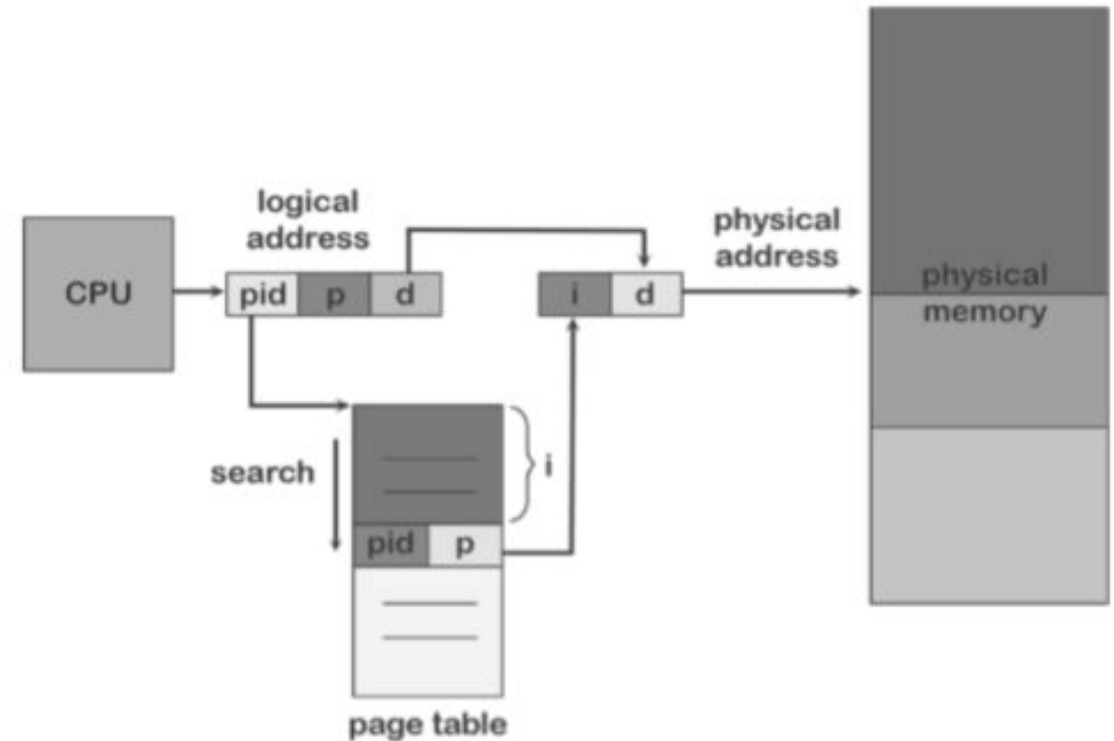 logical
address
physical
address
CPU
pid p d
i d
physical
memory
search
i
pid p
page table